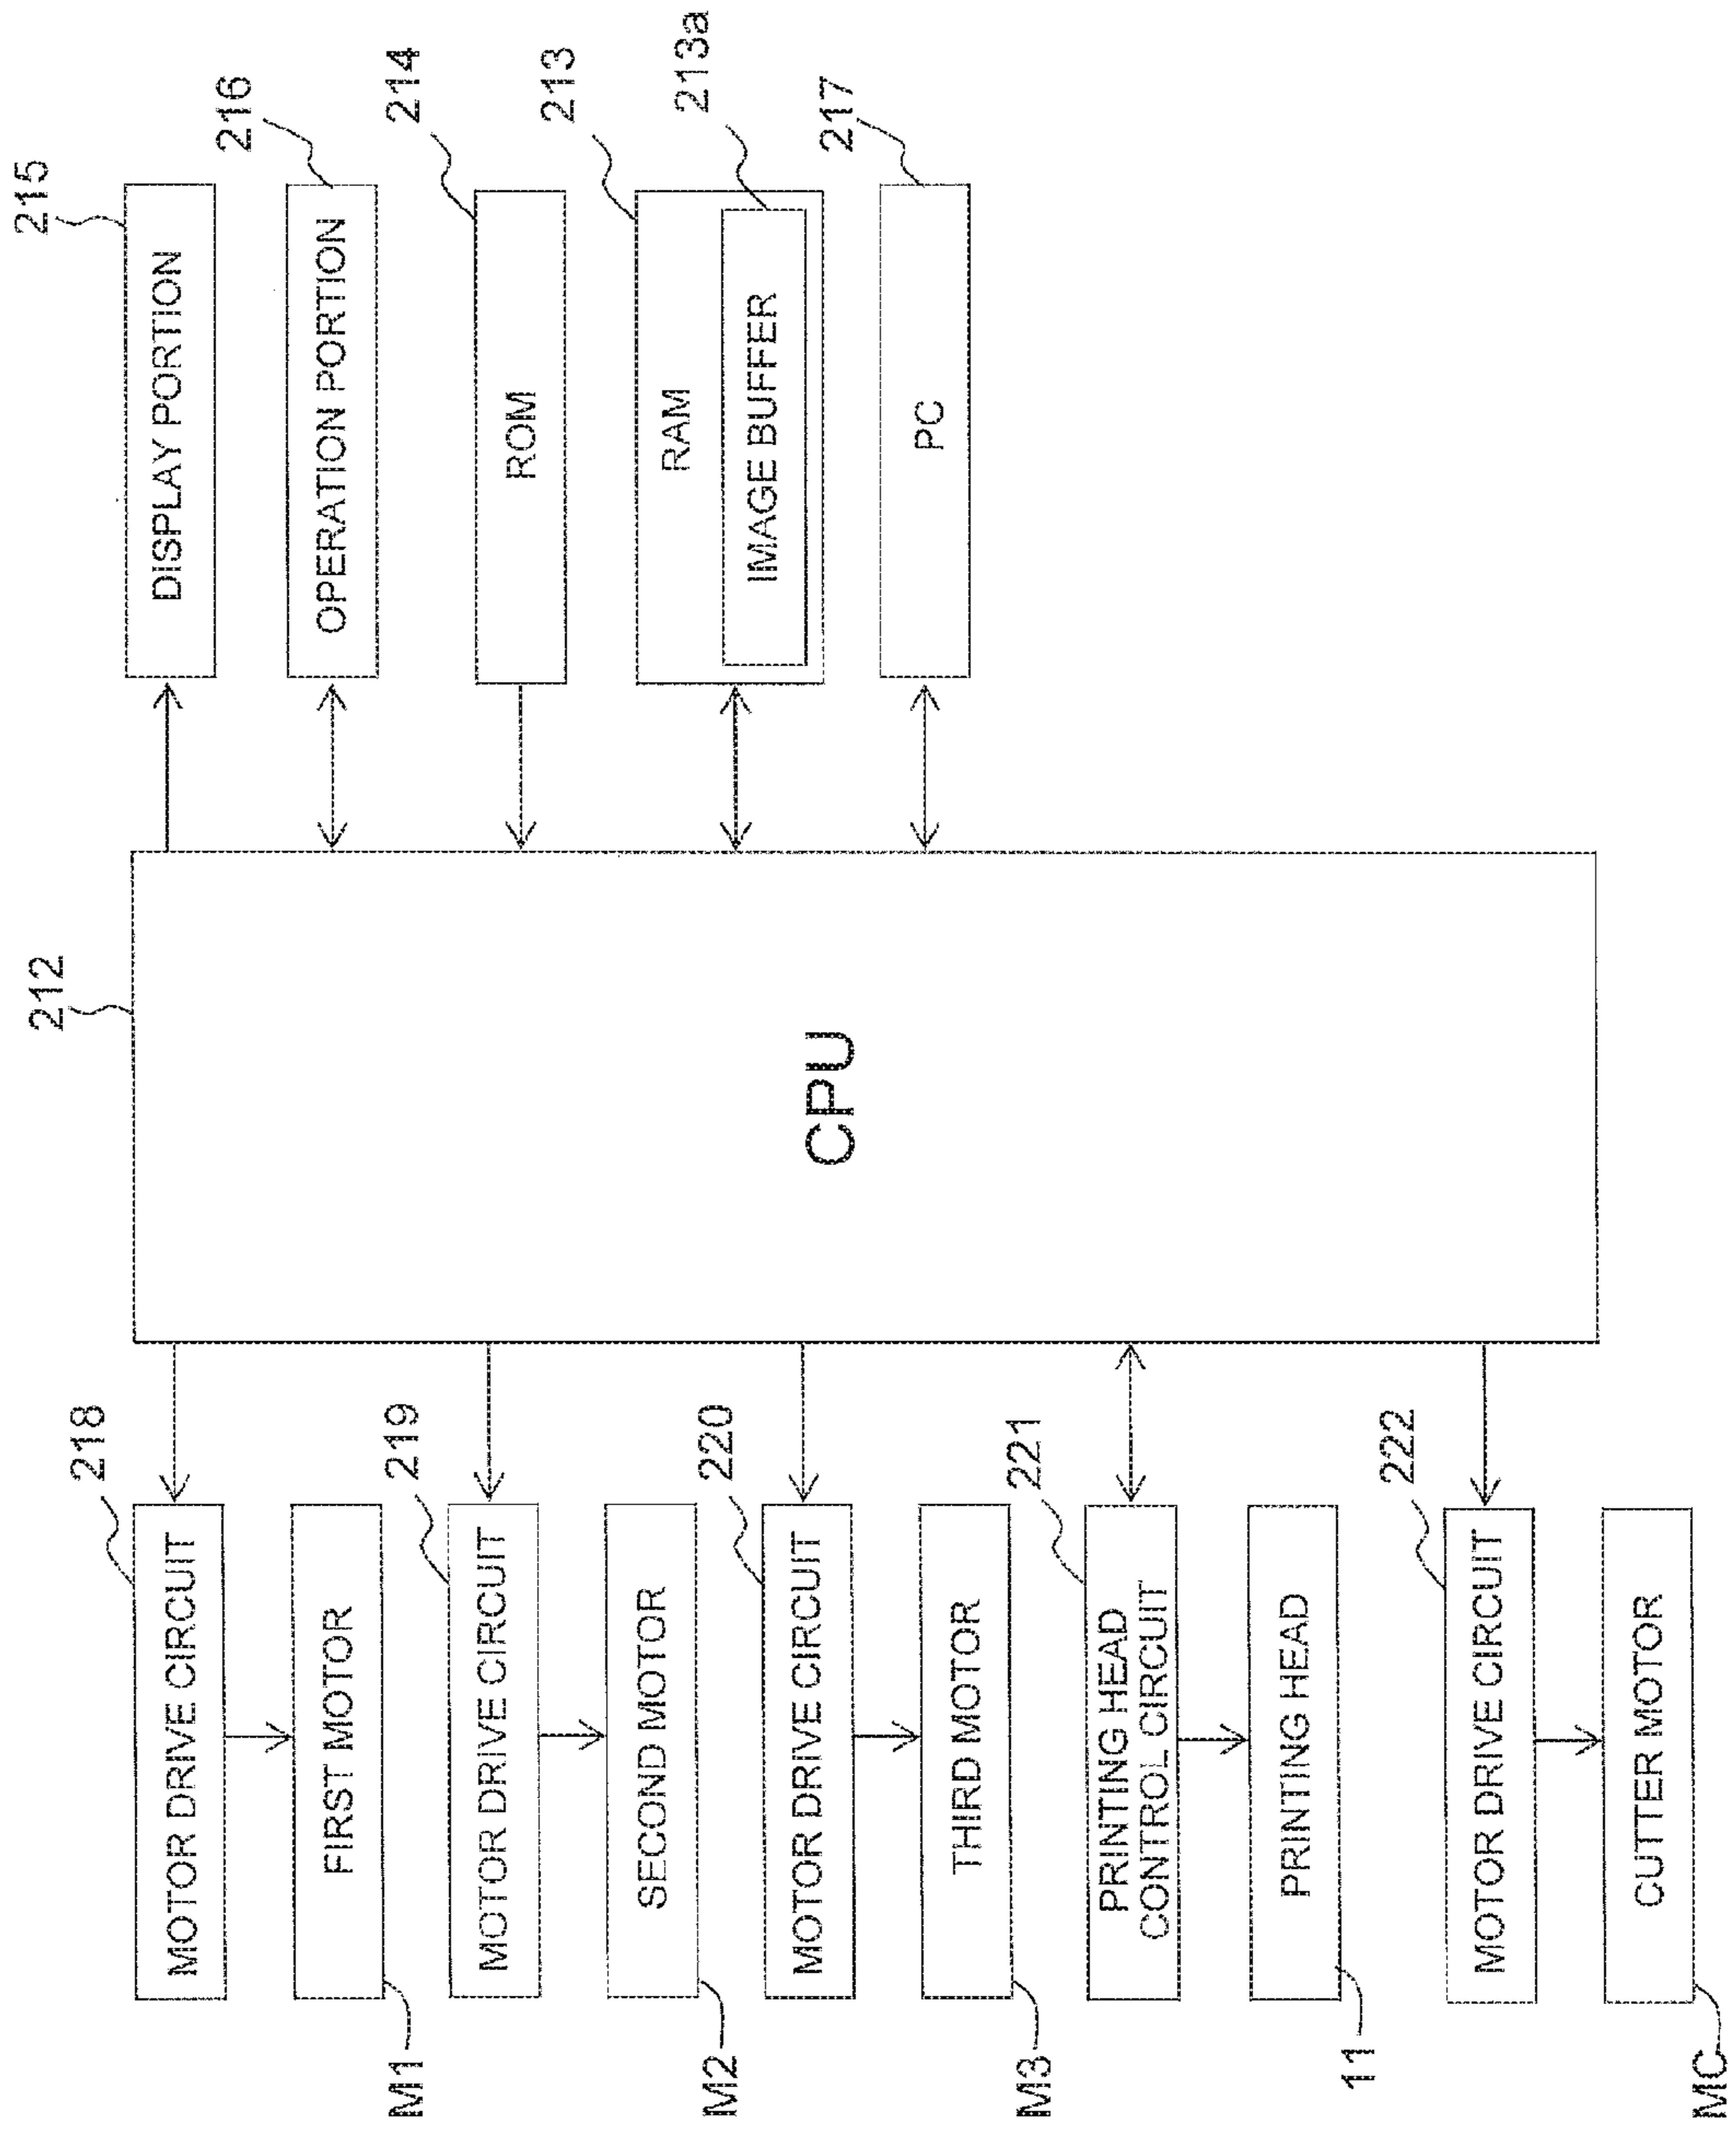 218
MOTOR DRIVE CIRCUIT
FIRST MOTOR
M1
219
MOTOR DRIVE CIRCUIT
SECOND MOTOR
M2
220
MOTOR DRIVE CIRCUIT
THIRD MOTOR
M3
221
PRINTING HEAD
CONTROL CIRCUIT
PRINTING HEAD
11
222
MOTOR DRIVE CIRCUIT
CUTTER MOTOR
MC
212
CPU
215
DISPLAY PORTION
216
OPERATION PORTION
214
ROM
213
RAM
213a
IMAGE BUFFER
217
PC